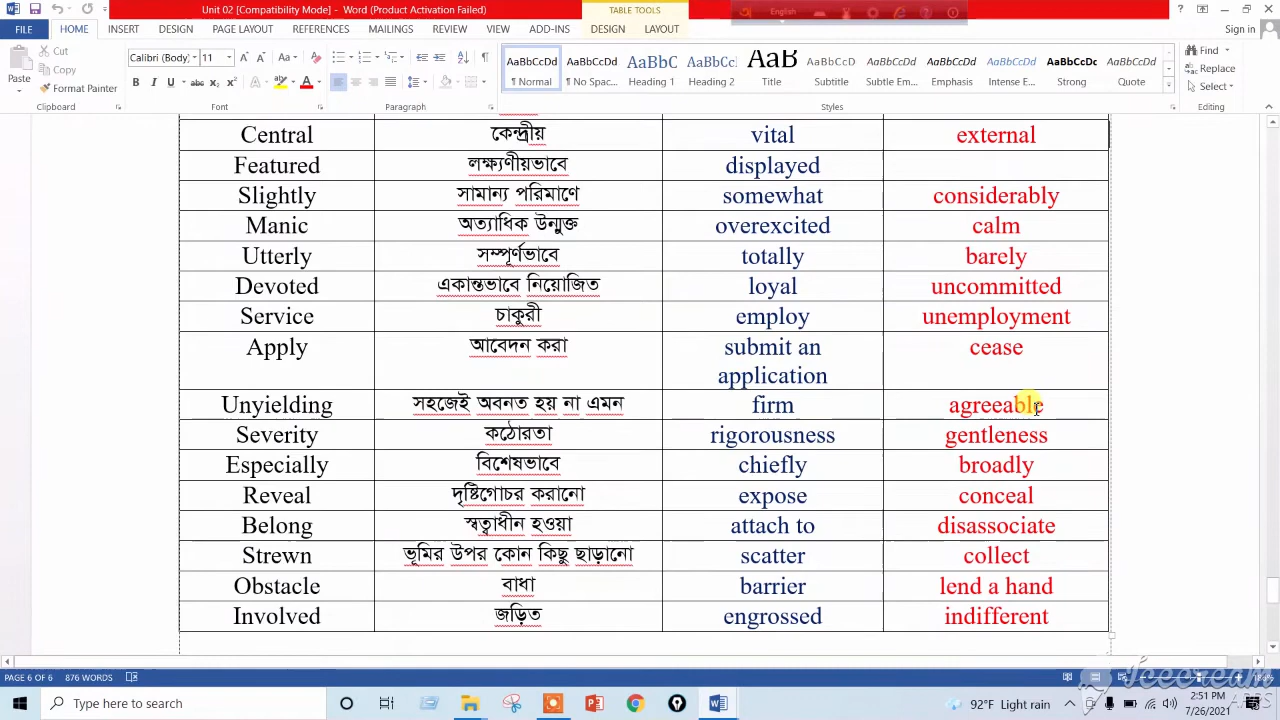 Unit 02 [Compatibility Mode] - Word (Product Activation Failed)
TABLE TOOLS
English
FILE HOME INSERT DESIGN PAGE LAYOUT REFERENCES MAILINGS REVIEW VIEW ADD-INS DESIGN LAYOUT Sign in
Paste
Cut
Copy
Format Painter
Clipboard
Calibri (Body) 11
Font
Paragraph
AaBbCcDd AaBbCcDd AaBbC AaBbC AaB AaBbCcD AaBbCcDd AaBbCcDd AaBbCcDd AaBbCcDc AaBbCcDd
¶ Normal ¶ No Spac... Heading 1 Heading 2 Title Subtitle Subtle Em... Emphasis Intense E... Strong Quote
Styles
Find
Replace
Select
Editing
Central কেন্দ্রীয় vital external
Featured লক্ষ্যণীয়ভাবে displayed
Slightly সামান্য পরিমাণে somewhat considerably
Manic অত্যাধিক উন্মুক্ত overexcited calm
Utterly সম্পূর্ণভাবে totally barely
Devoted একান্তভাবে নিয়োজিত loyal uncommitted
Service চাকুরী employ unemployment
Apply আবেদন করা submit an cease
application
Unyielding সহজেই অবনত হয় না এমন firm agreeable
Severity কঠোরতা rigorousness gentleness
Especially বিশেষভাবে chiefly broadly
Reveal দৃষ্টিগোচর করানো expose conceal
Belong স্বত্বাধীন হওয়া attach to disassociate
Strewn ভূমির উপর কোন কিছু ছাড়ানো scatter collect
Obstacle বাধা barrier lend a hand
Involved জড়িত engrossed indifferent
PAGE 6 OF 6 876 WORDS
Icecream
APPS
Type here to search
92°F Light rain
2:51 PM
7/26/2021